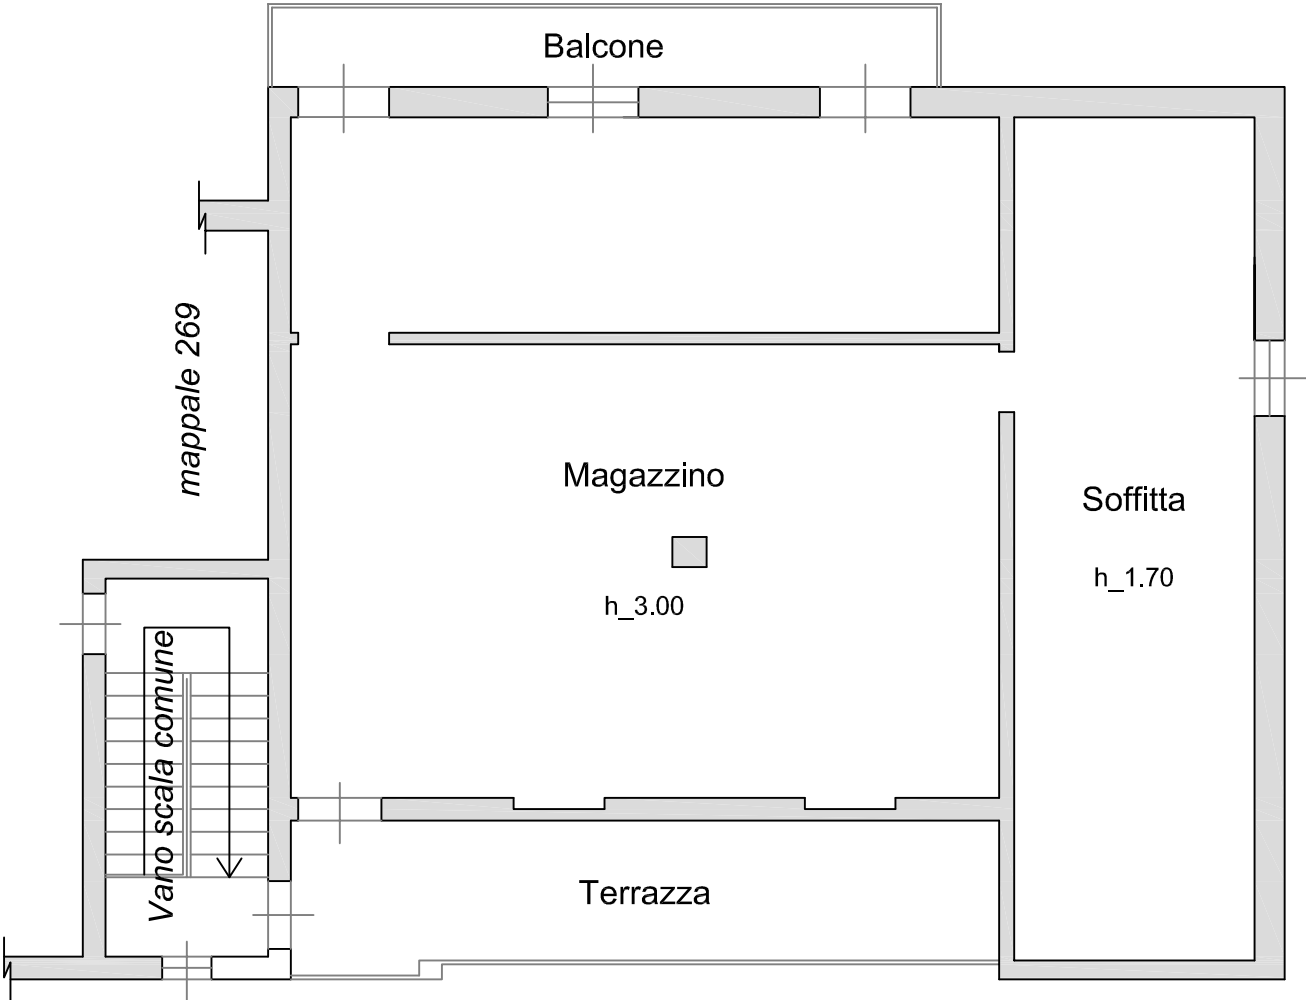 Balcone
mappale 269
Magazzino
h_3.00
Soffitta
h_1.70
Vano scala comune
Terrazza